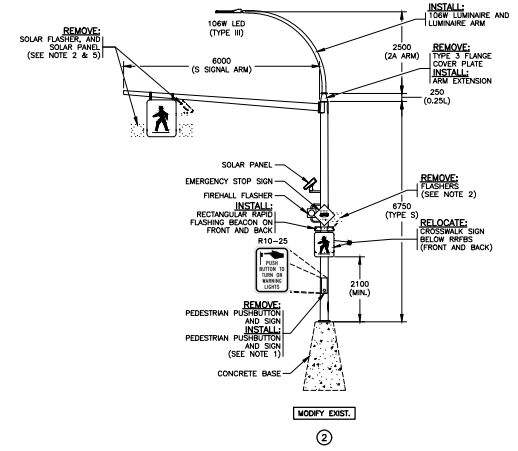 REMOVE:
SOLAR FLASHER, AND
SOLAR PANEL
(SEE NOTE 2 & 5)
106W LED
(TYPE III)
INSTALL:
106W LUMINAIRE AND
LUMINAIRE ARM
2500
(2A ARM)
REMOVE:
TYPE 3 FLANGE
COVER PLATE
INSTALL:
ARM EXTENSION
250
(0.25L)
6000
(S SIGNAL ARM)
SOLAR PANEL
EMERGENCY STOP SIGN
FIREHALL FLASHER
INSTALL:
RECTANGULAR RAPID
FLASHING BEACON ON
FRONT AND BACK
REMOVE:
FLASHERS
(SEE NOTE 2)
6750
(TYPE S)
RELOCATE:
CROSSWALK SIGN
BELOW RRFBS
(FRONT AND BACK)
R10-25
PUSH
BUTTON TO
TURN ON
WARNING
LIGHTS
2100
(MIN.)
REMOVE:
PEDESTRIAN PUSHBUTTON
AND SIGN
INSTALL:
PEDESTRIAN PUSHBUTTON
AND SIGN
(SEE NOTE 1)
CONCRETE BASE
MODIFY EXIST.
2